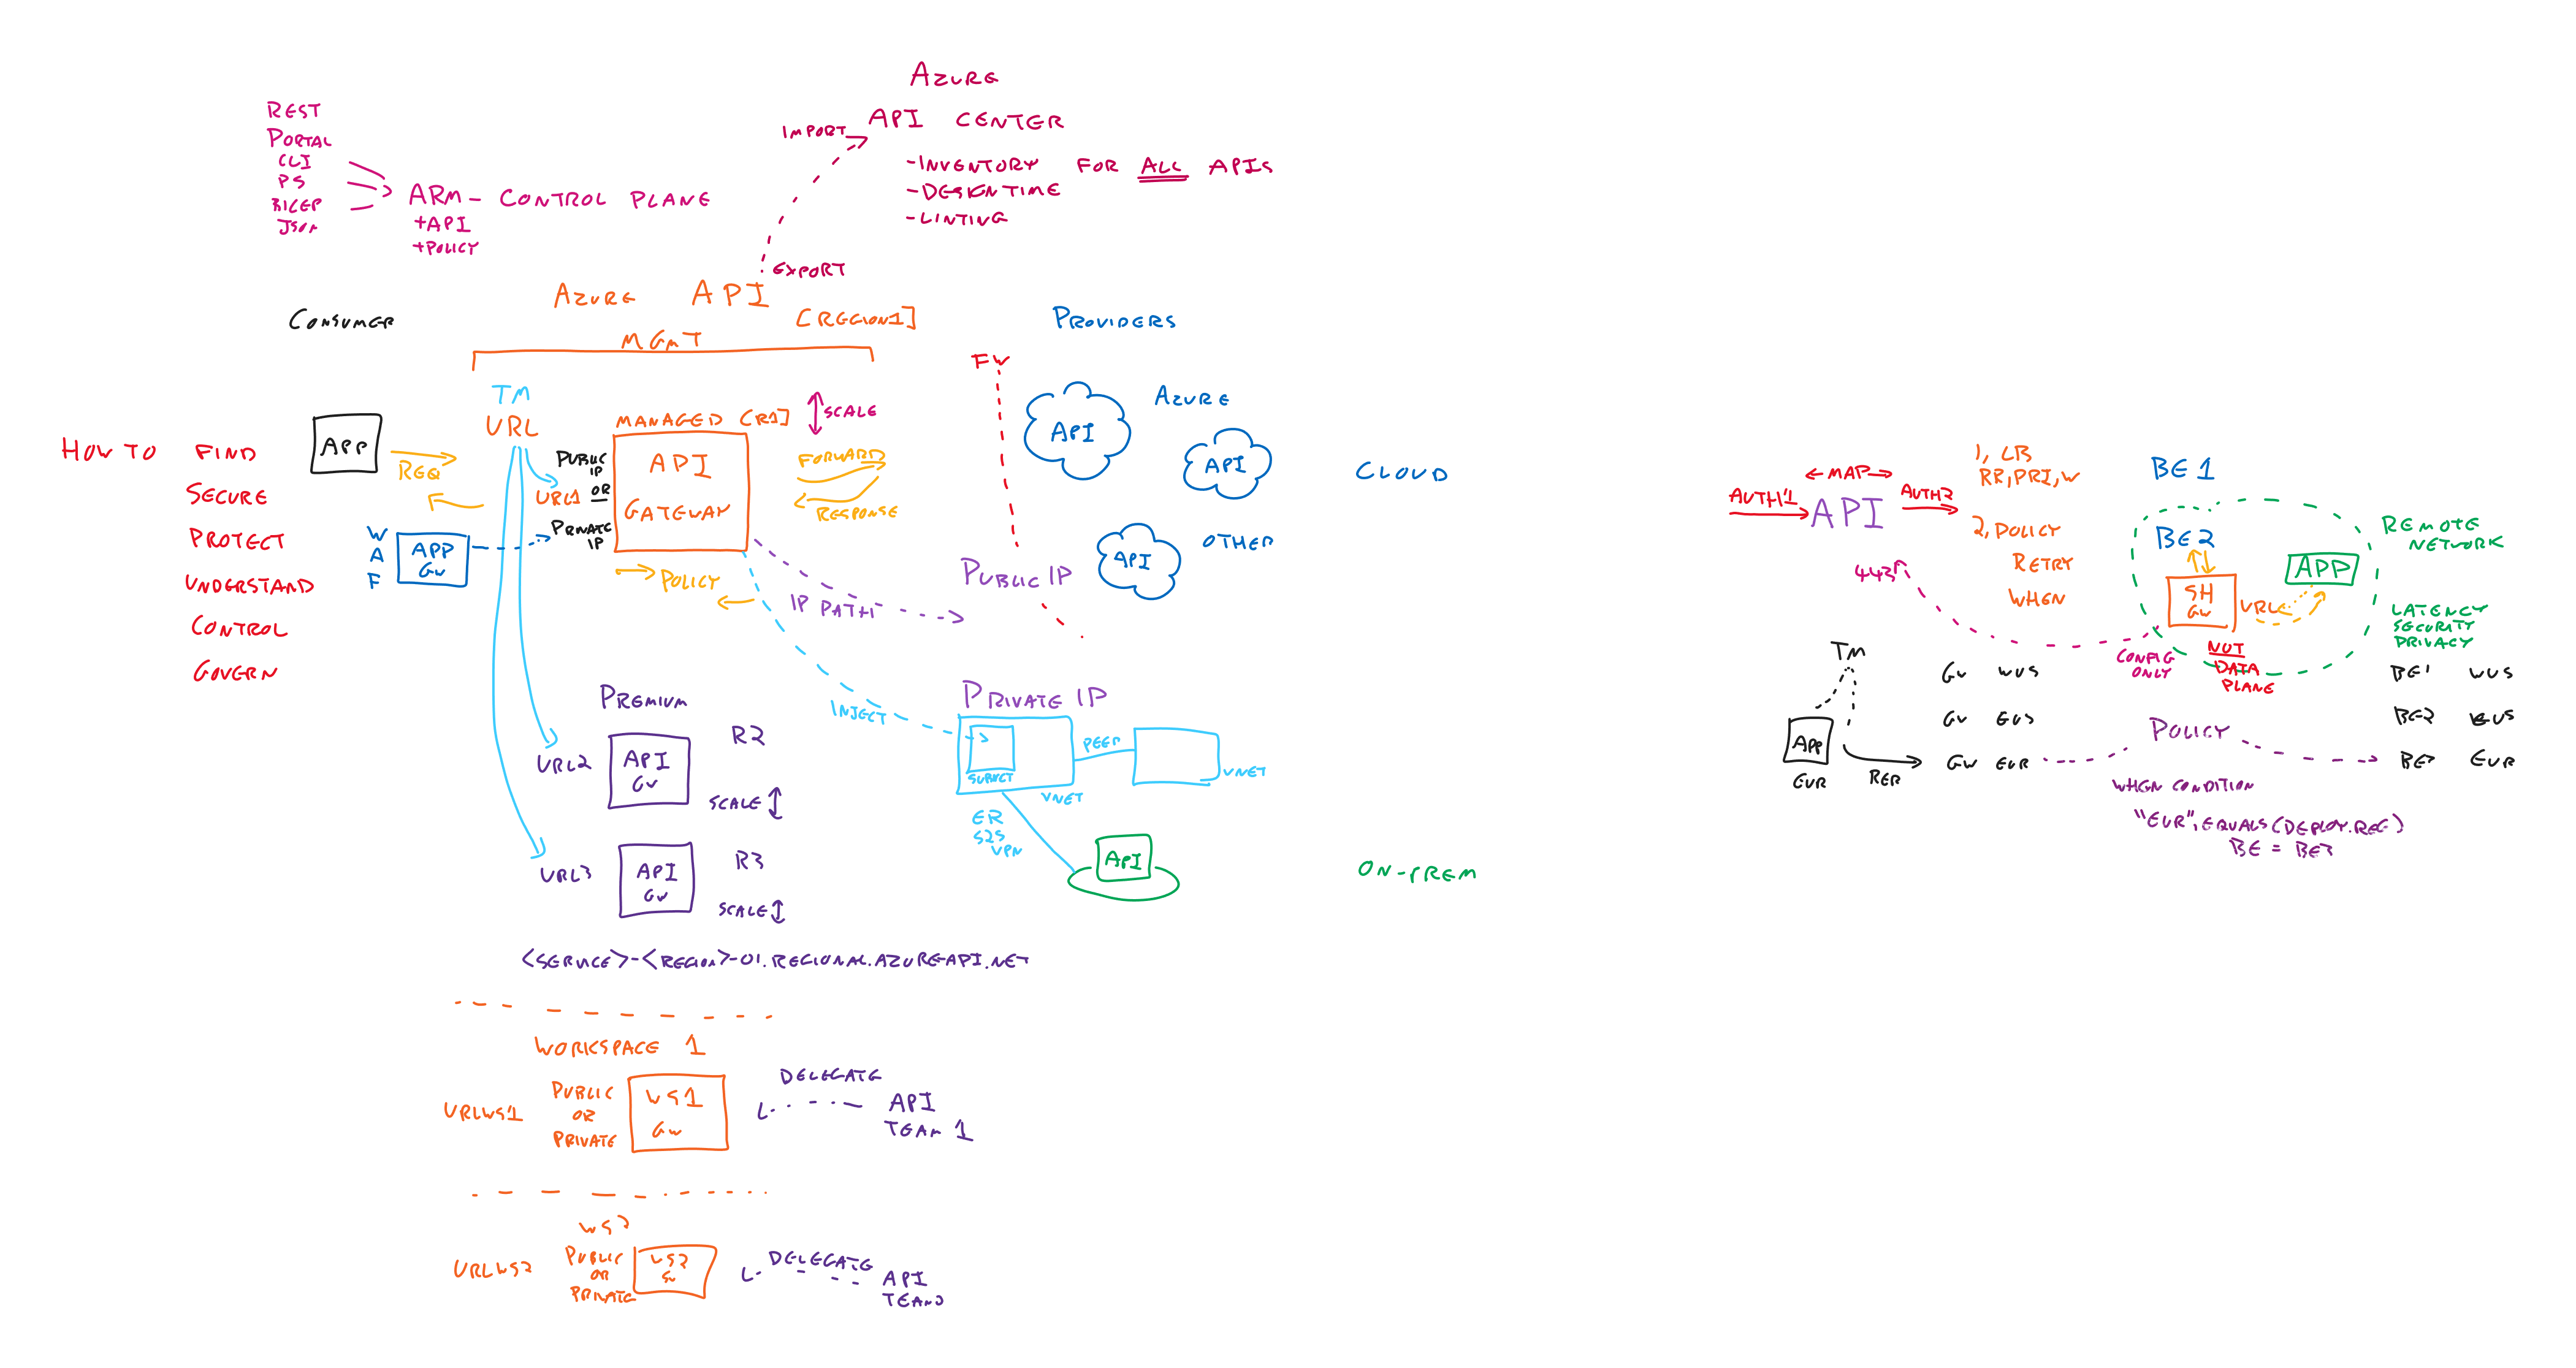 AZURE
API CENTER
IMPORT
-INVENTORY FOR ALL APIS
-DESIGN TIME
-LINTING
EXPORT
REST
PORTAL
CLI
PS
BICEP
JSON
ARM - CONTROL PLANE
+API
+POLICY
AZURE API
MGMT
[REGION1]
CONSUMER
PROVIDERS
HOW TO FIND
SECURE
PROTECT
UNDERSTAND
CONTROL
GOVERN
APP
REQ
WAF
APP
GW
TM
URL
URL1
PUBLIC
IP
OR
PRIVATE
IP
MANAGED [R1]
API
GATEWAY
SCALE
FORWARD
RESPONSE
POLICY
IP PATH
INJECT
FW
API
AZURE
API
API
OTHER
CLOUD
PUBLIC IP
PRIVATE IP
SUBNET
VNET
PEER
VNET
ER
S2S
VPN
API
ON-PREM
PREMIUM
URL2
API
GW
R2
SCALE
URL3
API
GW
R3
SCALE
<SERVICE>-<REGION>-01.REGIONAL.AZURE-API.NET
WORKSPACE 1
URLWS1
PUBLIC
OR
PRIVATE
WS1
GW
DELEGATE
API
TEAM 1
WS2
URLWS2
PUBLIC
OR
PRIVATE
WS2
GW
DELEGATE
API
TEAM2
AUTH1
MAP
API
AUTH2
1, LB
RR, PRI, W
2, POLICY
RETRY
WHEN
443
BE1
BE2
SH
GW
URL
APP
REMOTE
NETWORK
LATENCY
SECURITY
PRIVACY
CONFIG
ONLY
NOT
DATA
PLANE
TM
APP
EUR
RER
GW WUS
GW EUS
GW EUR
POLICY
BE1 WUS
BE2 EUS
BE3 EUR
WHEN CONDITION
"EUR", EQUALS (DEPLOY.REG)
BE = BE3